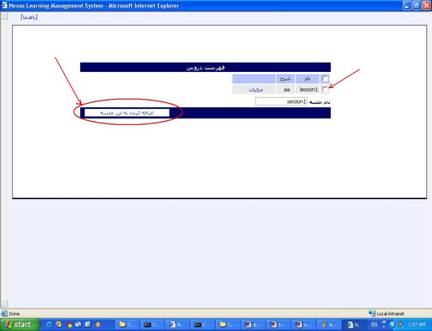 Nexus Learning Management System - Microsoft Internet Explorer
[راهنما]
فهرست دروس
نام شرح
lesson1 aa جزئیات
نام جلسه session1
اضافه کردن به این جلسه
Done Local intranet
start EN 1:07 AM